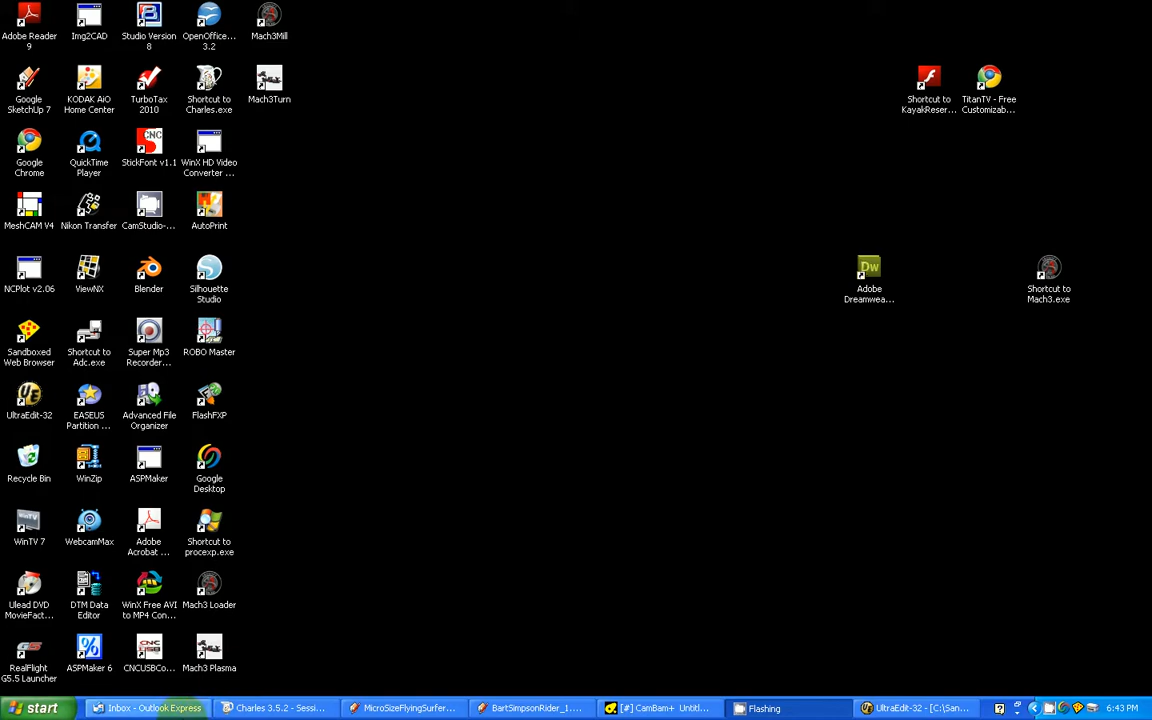 Adobe Reader
9
Img2CAD
Studio Version
8
OpenOffice...
3.2
Mach3Mill
Google
SketchUp 7
KODAK AiO
Home Center
TurboTax
2010
Shortcut to
Charles.exe
Mach3Turn
Shortcut to
KayakReser...
TitanTV - Free
Customizab...
Google
Chrome
QuickTime
Player
CNC
StickFont v1.1
WinX HD Video
Converter ...
MeshCAM V4
Nikon Transfer
CamStudio-...
AutoPrint
NCPlot v2.06
ViewNX
Blender
Silhouette
Studio
Dw
Adobe
Dreamwea...
Shortcut to
Mach3.exe
Sandboxed
Web Browser
Shortcut to
Adc.exe
Super Mp3
Recorder...
ROBO Master
UltraEdit-32
EASEUS
Partition ...
Advanced File
Organizer
FlashFXP
Recycle Bin
WinZip
ASPMaker
Google
Desktop
WinTV 7
WebcamMax
Adobe
Acrobat ...
Shortcut to
procexp.exe
Ulead DVD
MovieFact...
DTM Data
Editor
WinX Free AVI
to MP4 Con...
Mach3 Loader
G5
RealFlight
G5.5 Launcher
%
ASPMaker 6
CNC
USB
CNCUSBCo...
Mach3 Plasma
start
Inbox - Outlook Express
Charles 3.5.2 - Sessi...
MicroSizeFlyingSurfer...
BartSimpsonRider_1....
[#] CamBam+ Untitl...
Flashing
UltraEdit-32 - [C:\San...
6:43 PM